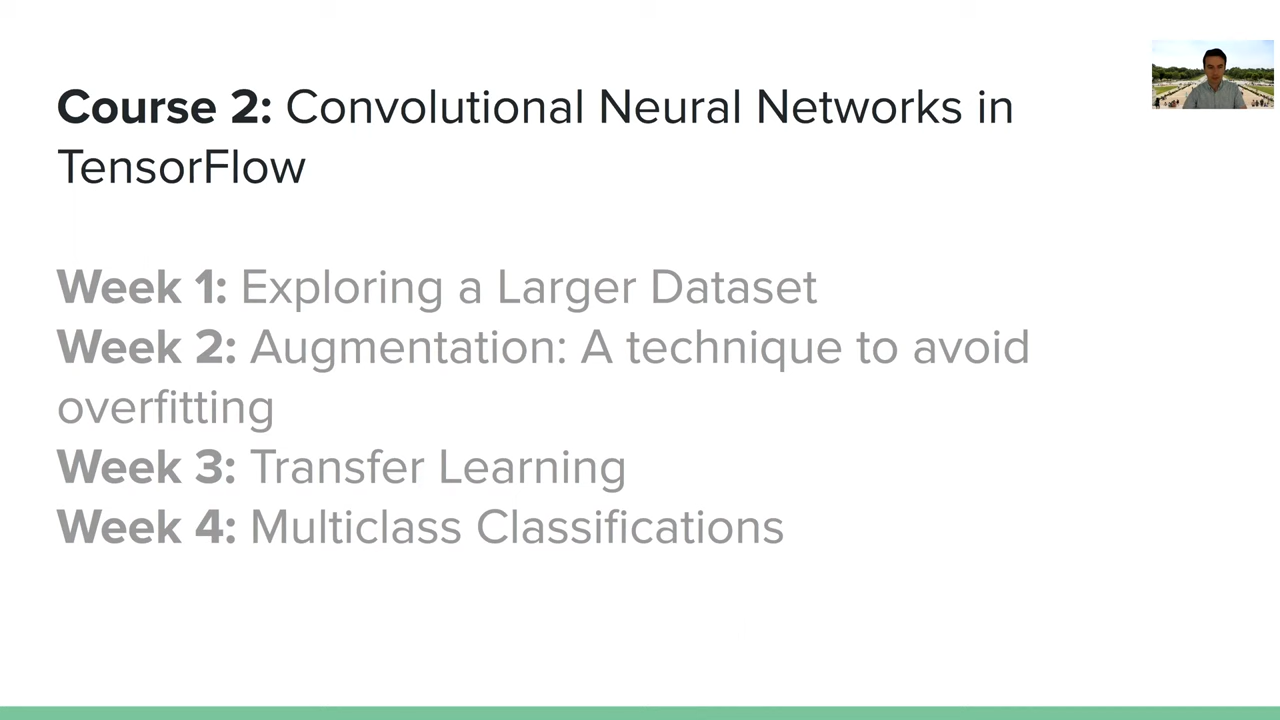 Course 2: Convolutional Neural Networks in
TensorFlow
Week 1: Exploring a Larger Dataset
Week 2: Augmentation: A technique to avoid
overfitting
Week 3: Transfer Learning
Week 4: Multiclass Classifications